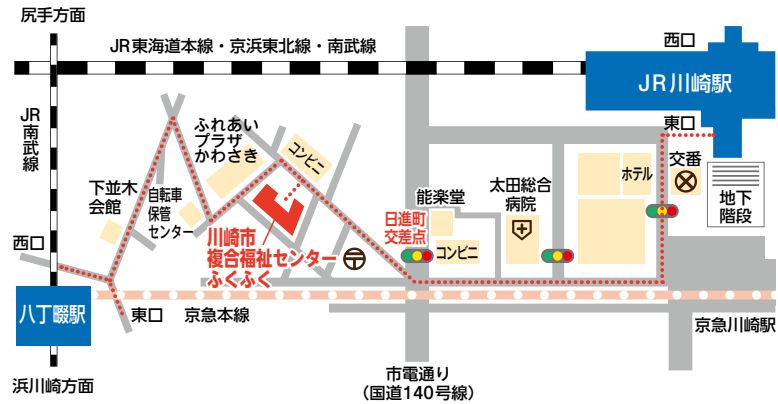 尻手方面
JR東海道本線・京浜東北線・南武線
西口
JR川崎駅
JR南武線
東口
ふれあい
プラザ
かわさき
コンビニ
ホテル
交番
地下
階段
下並木
会館
自転車
保管
センター
能楽堂
太田総合
病院
日進町
交差点
コンビニ
川崎市
複合福祉センター
ふくふく
西口
八丁畷駅
東口
京急本線
京急川崎駅
浜川崎方面
市電通り
(国道140号線)